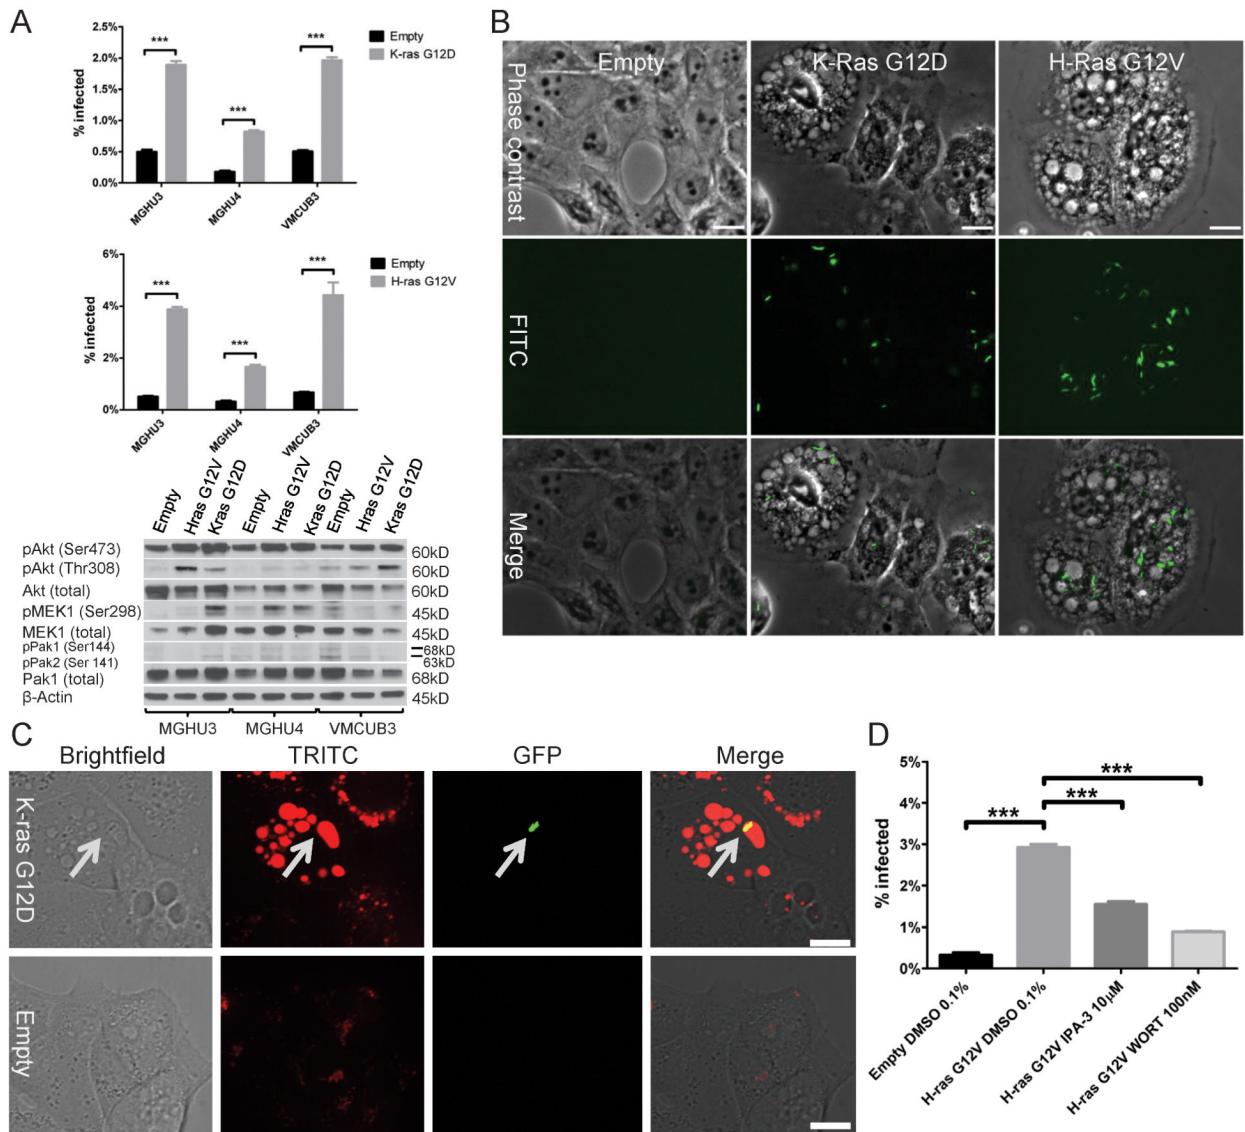 A
2.5%
2.0%
1.5%
1.0%
0.5%
0.0%
% infected
***
***
***
Empty
K-ras G12D
MGHU3
MGHU4
VMCUB3
6%
4%
2%
0%
% infected
***
***
***
Empty
H-ras G12V
MGHU3
MGHU4
VMCUB3
Empty
Hras G12V
Kras G12D
Empty
Hras G12V
Kras G12D
Empty
Hras G12V
Kras G12D
pAkt (Ser473) 60kD
pAkt (Thr308) 60kD
Akt (total) 60kD
pMEK1 (Ser298) 45kD
MEK1 (total) 45kD
pPak1 (Ser144) 68kD
pPak2 (Ser 141) 63kD
Pak1 (total) 68kD
β-Actin 45kD
MGHU3 MGHU4 VMCUB3
B
Empty K-Ras G12D H-Ras G12V
Phase contrast
FITC
Merge
C
Brightfield TRITC GFP Merge
K-ras G12D
Empty
D
5%
4%
3%
2%
1%
0%
% infected
***
***
***
Empty DMSO 0.1%
H-ras G12V DMSO 0.1%
H-ras G12V IPA-3 10µM
H-ras G12V WORT 100nM